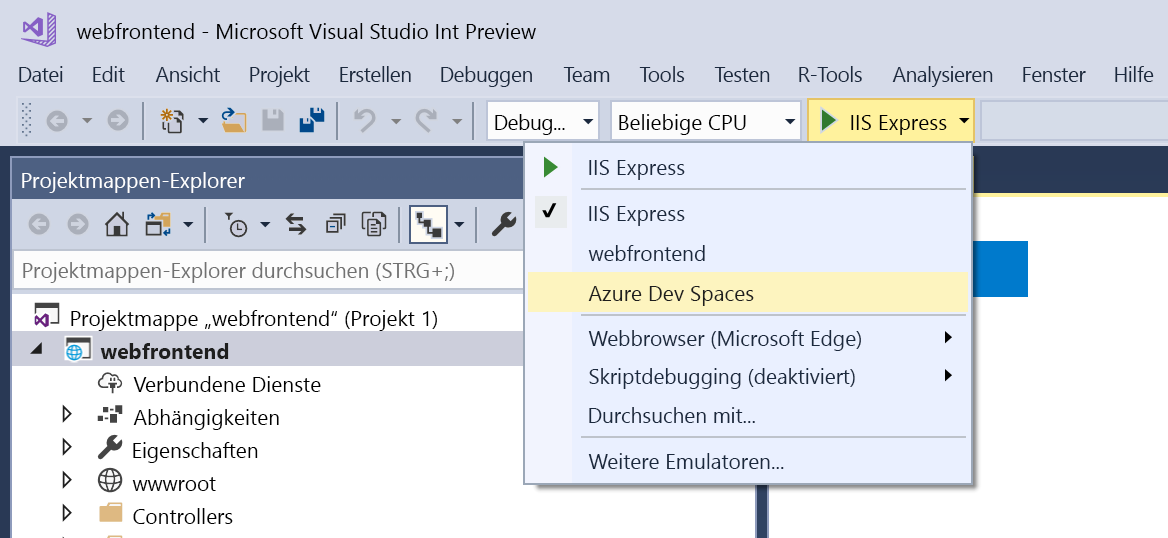 webfrontend - Microsoft Visual Studio Int Preview
Datei Edit Ansicht Projekt Erstellen Debuggen Team Tools Testen R-Tools Analysieren Fenster Hilfe
Debug... Beliebige CPU IIS Express
Projektmappen-Explorer
Projektmappen-Explorer durchsuchen (STRG+;)
Projektmappe „webfrontend“ (Projekt 1)
webfrontend
Verbundene Dienste
Abhängigkeiten
Eigenschaften
wwwroot
Controllers
IIS Express
IIS Express
webfrontend
Azure Dev Spaces
Webbrowser (Microsoft Edge)
Skriptdebugging (deaktiviert)
Durchsuchen mit...
Weitere Emulatoren...